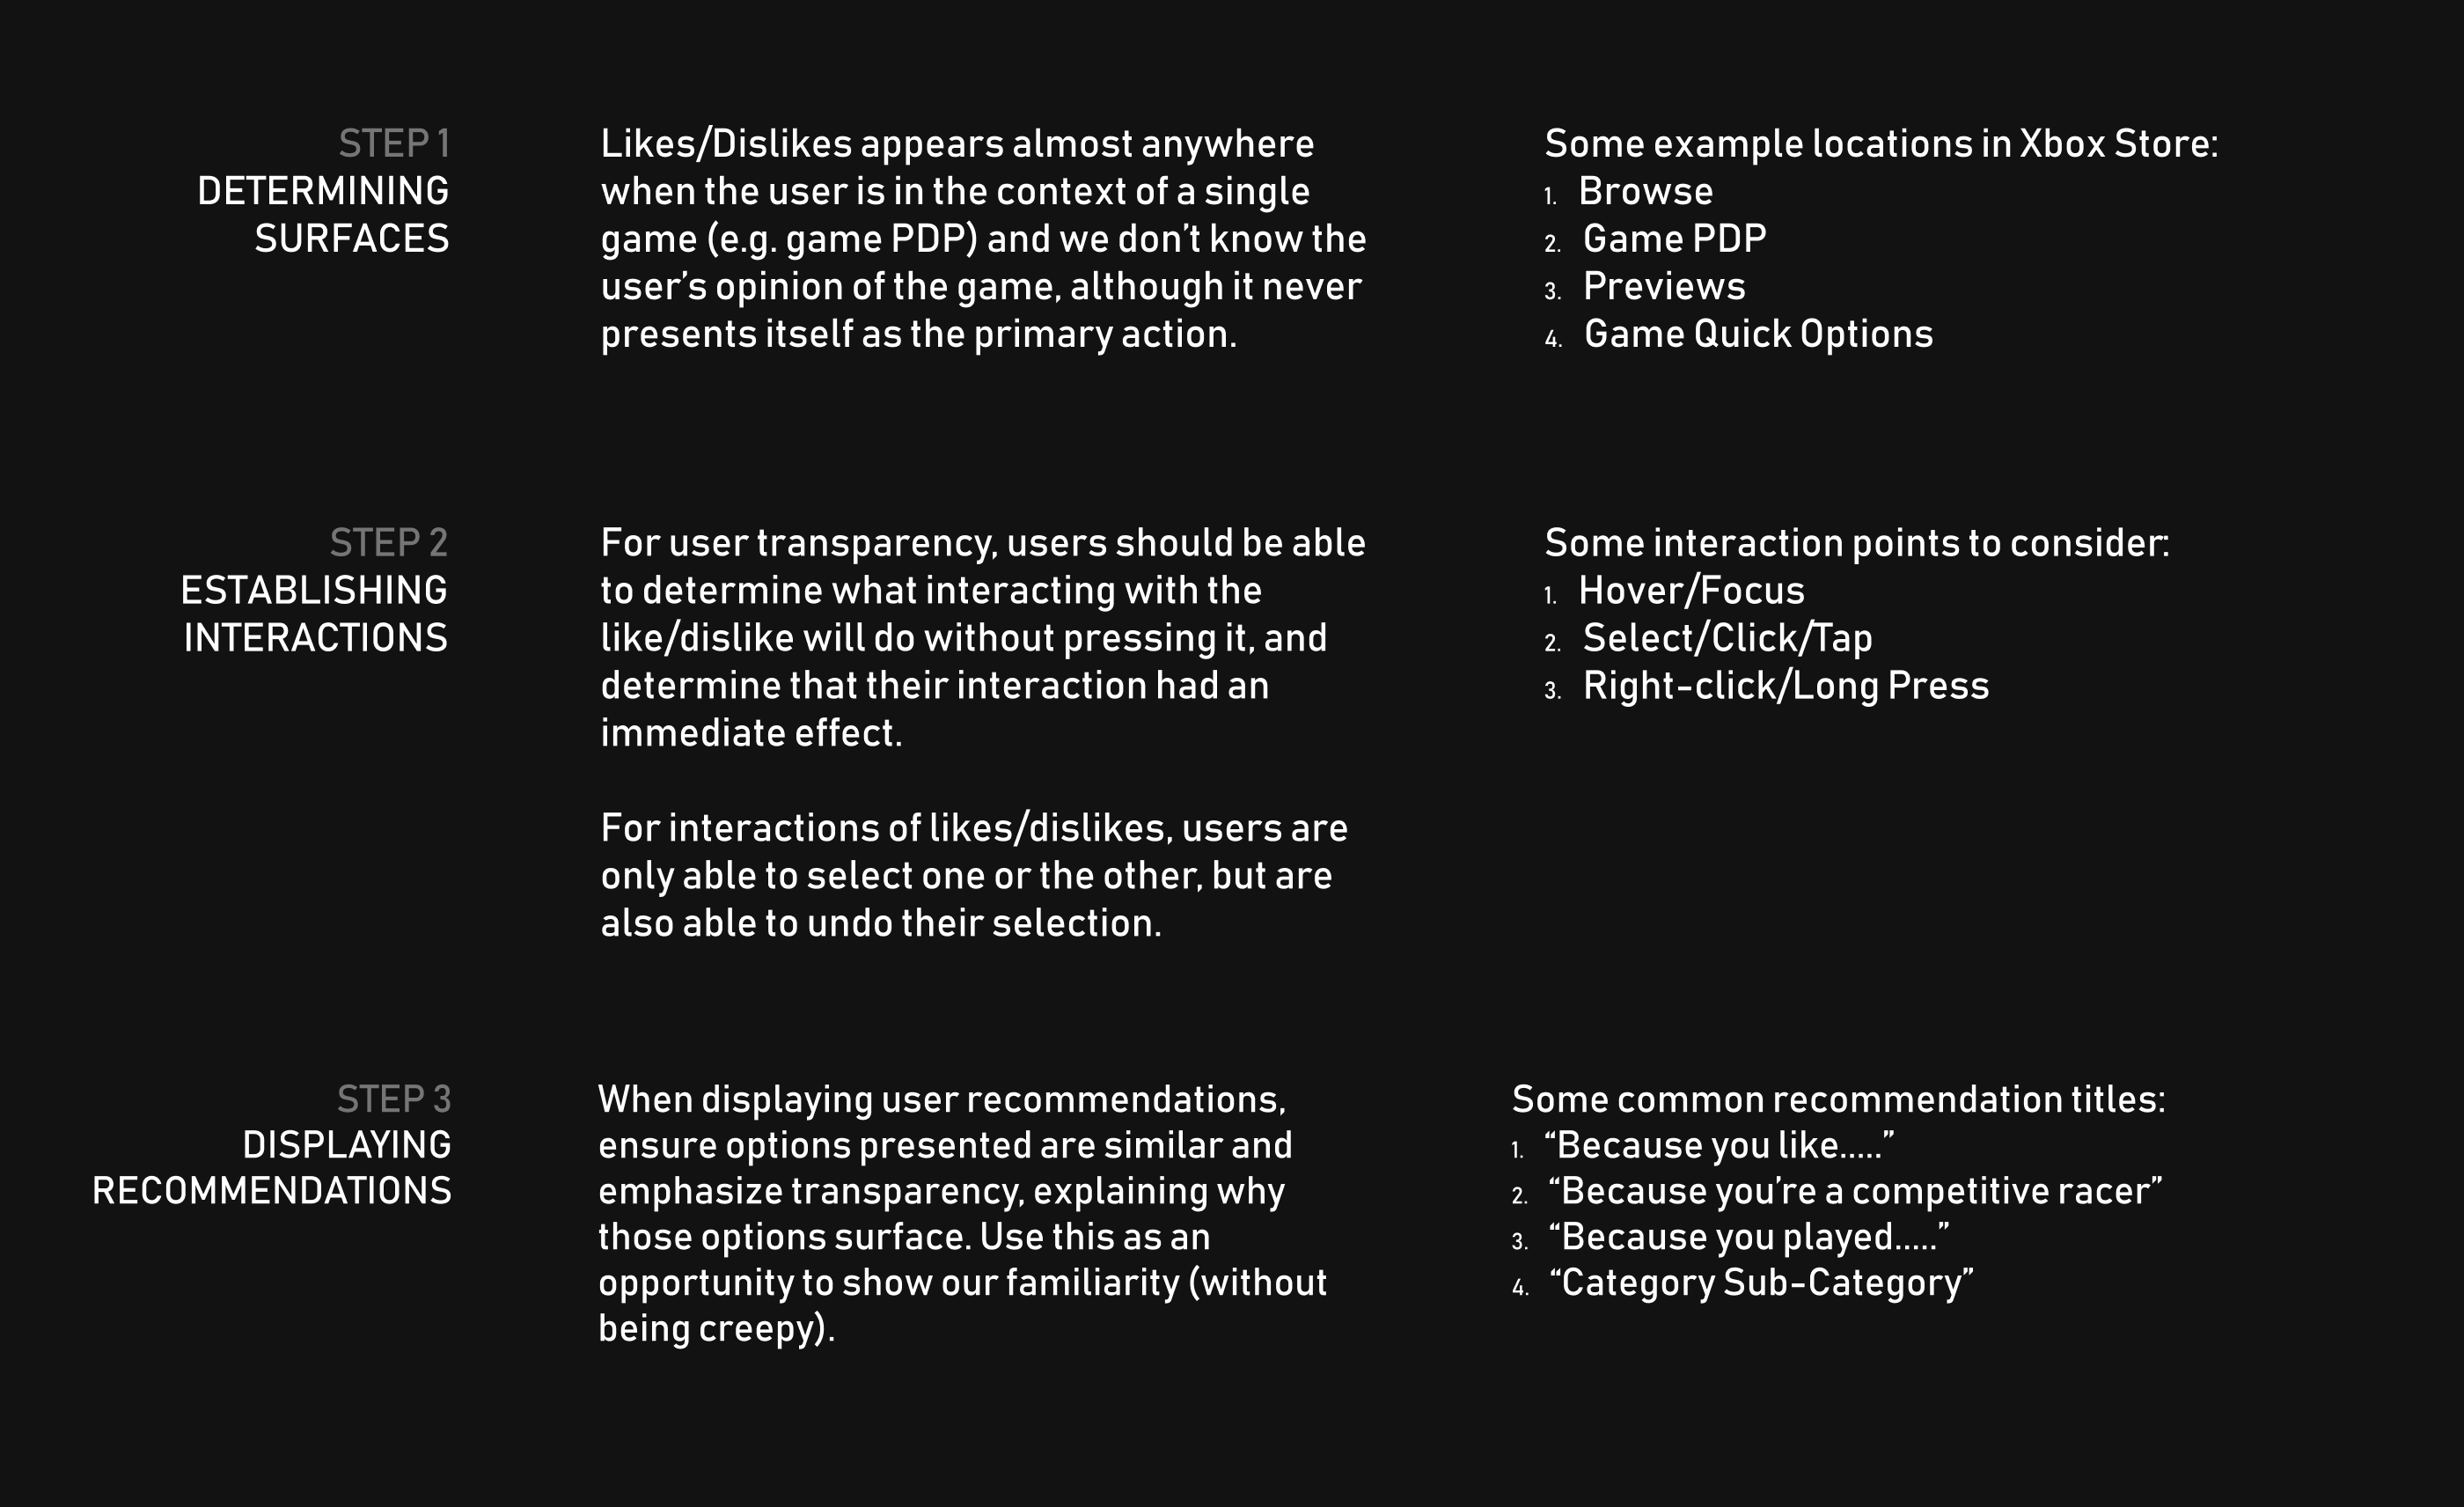 STEP 1
DETERMINING
SURFACES
Likes/Dislikes appears almost anywhere
when the user is in the context of a single
game (e.g. game PDP) and we don’t know the
user’s opinion of the game, although it never
presents itself as the primary action.
Some example locations in Xbox Store:
1. Browse
2. Game PDP
3. Previews
4. Game Quick Options
STEP 2
ESTABLISHING
INTERACTIONS
For user transparency, users should be able
to determine what interacting with the
like/dislike will do without pressing it, and
determine that their interaction had an
immediate effect.
For interactions of likes/dislikes, users are
only able to select one or the other, but are
also able to undo their selection.
Some interaction points to consider:
1. Hover/Focus
2. Select/Click/Tap
3. Right-click/Long Press
STEP 3
DISPLAYING
RECOMMENDATIONS
When displaying user recommendations,
ensure options presented are similar and
emphasize transparency, explaining why
those options surface. Use this as an
opportunity to show our familiarity (without
being creepy).
Some common recommendation titles:
1. “Because you like.....”
2. “Because you’re a competitive racer”
3. “Because you played.....”
4. “Category Sub-Category”